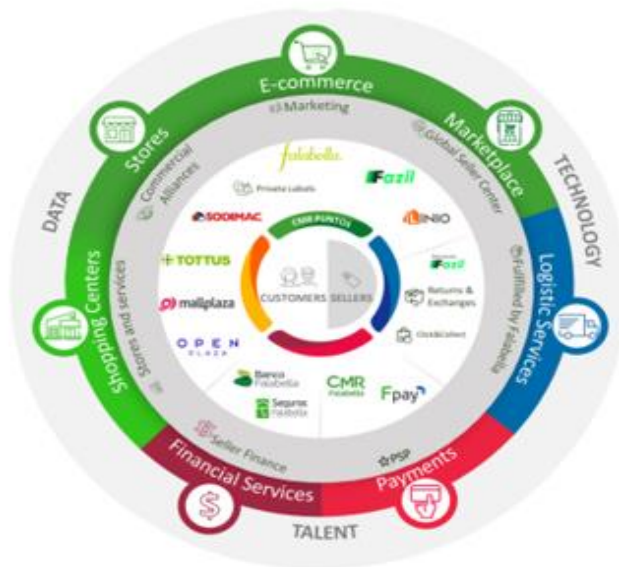 E-commerce
Marketplace
Logistic Services
Payments
Financial Services
Shopping Centers
Stores
DATA
TECHNOLOGY
TALENT
Marketing
Global Seller Center
Fulfilled by Falabella
PSP
Seller Finance
Stores and services
Commercial Alliances
falabella.
Fazil
LINIO
Fazil
Returns &
Exchanges
Click&Collect
Fpay
CMR
Falabella
Banco
Falabella
Seguros
Falabella
OPEN
PLAZA
mallplaza
TOTTUS
SODIMAC
Private Labels
CMR PUNTOS
CUSTOMERS
SELLERS